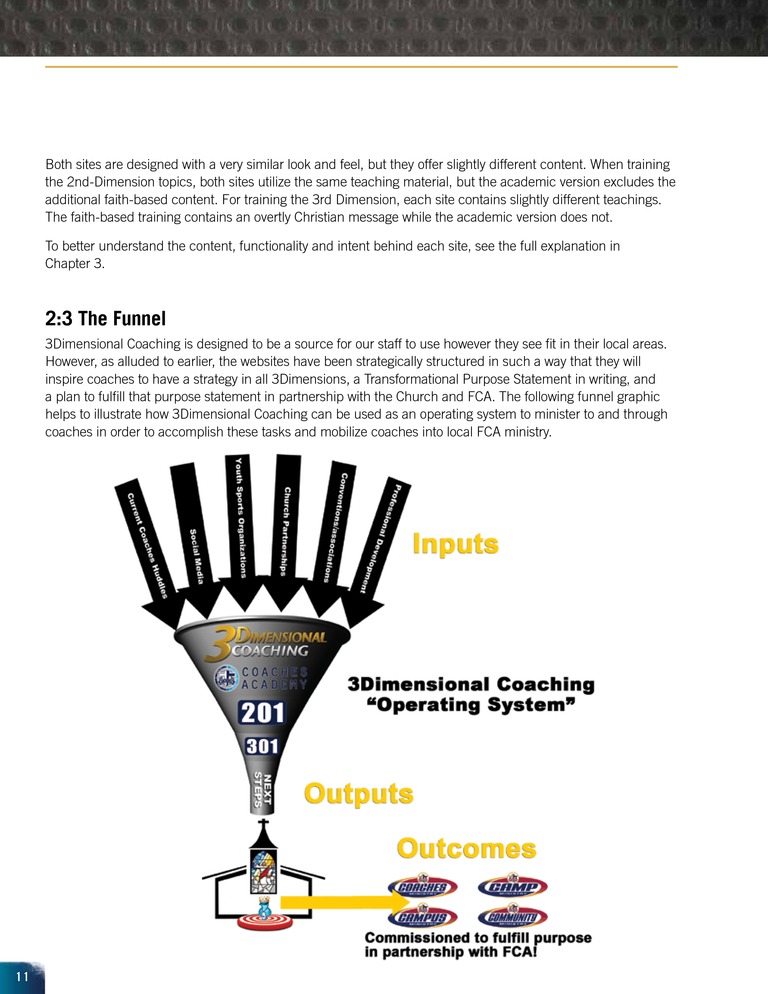 Both sites are designed with a very similar look and feel, but they offer slightly different content. When training
the 2nd-Dimension topics, both sites utilize the same teaching material, but the academic version excludes the
additional faith-based content. For training the 3rd Dimension, each site contains slightly different teachings.
The faith-based training contains an overtly Christian message while the academic version does not.
To better understand the content, functionality and intent behind each site, see the full explanation in
Chapter 3.
2:3 The Funnel
3Dimensional Coaching is designed to be a source for our staff to use however they see fit in their local areas.
However, as alluded to earlier, the websites have been strategically structured in such a way that they will
inspire coaches to have a strategy in all 3Dimensions, a Transformational Purpose Statement in writing, and
a plan to fulfill that purpose statement in partnership with the Church and FCA. The following funnel graphic
helps to illustrate how 3Dimensional Coaching can be used as an operating system to minister to and through
coaches in order to accomplish these tasks and mobilize coaches into local FCA ministry.
Current Coaches Huddles
Social Media
Youth Sports Organizations
Church Partnerships
Conventions/associations
Professional Development
Inputs
3Dimensional
Coaching
COACHES
ACADEMY
201
301
NEXT
STEPS
3Dimensional Coaching
“Operating System”
Outputs
Outcomes
COACHES
CAMP
CAMPUS
COMMUNITY
Commissioned to fulfill purpose
in partnership with FCA!
11